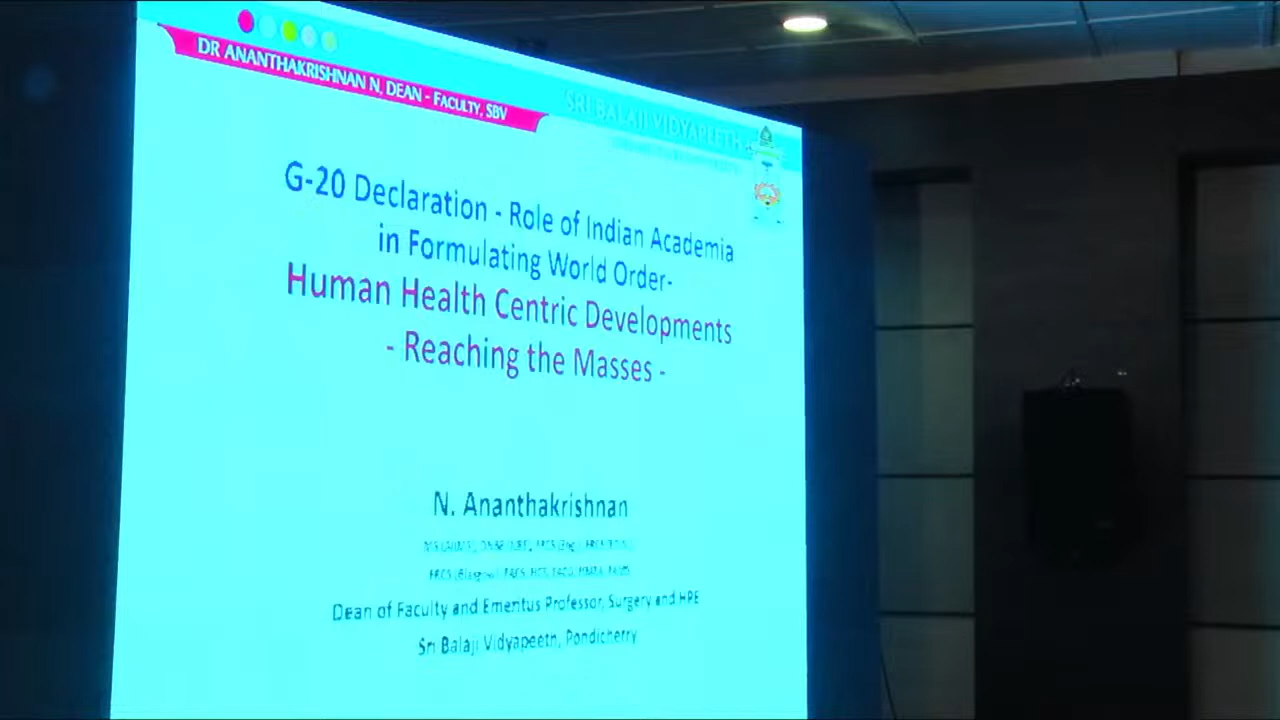 DR ANANTHAKRISHNAN N, DEAN - FACULTY, SBV
SRI BALAJI VIDYAPEETH
G-20 Declaration - Role of Indian Academia
in Formulating World Order-
Human Health Centric Developments
- Reaching the Masses -
N. Ananthakrishnan
Dean of Faculty and Emeritus Professor, Surgery and HPE
Sri Balaji Vidyapeeth, Pondicherry